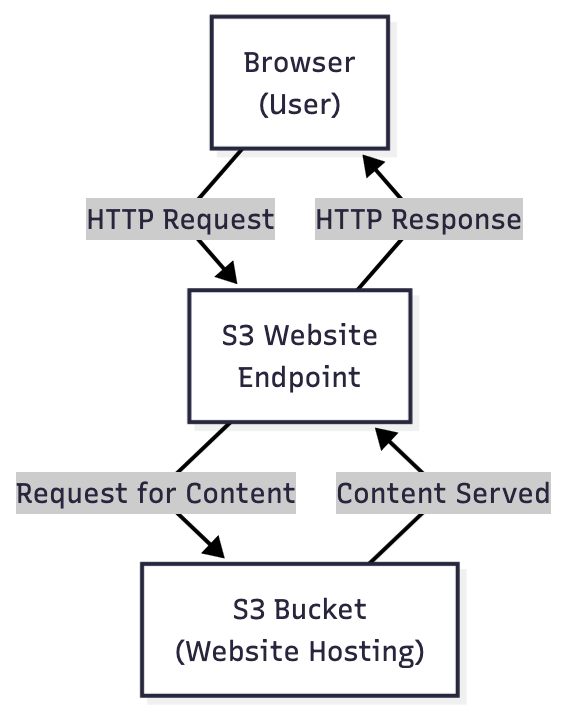 Browser
(User)
HTTP Request
HTTP Response
S3 Website
Endpoint
Request for Content
Content Served
S3 Bucket
(Website Hosting)